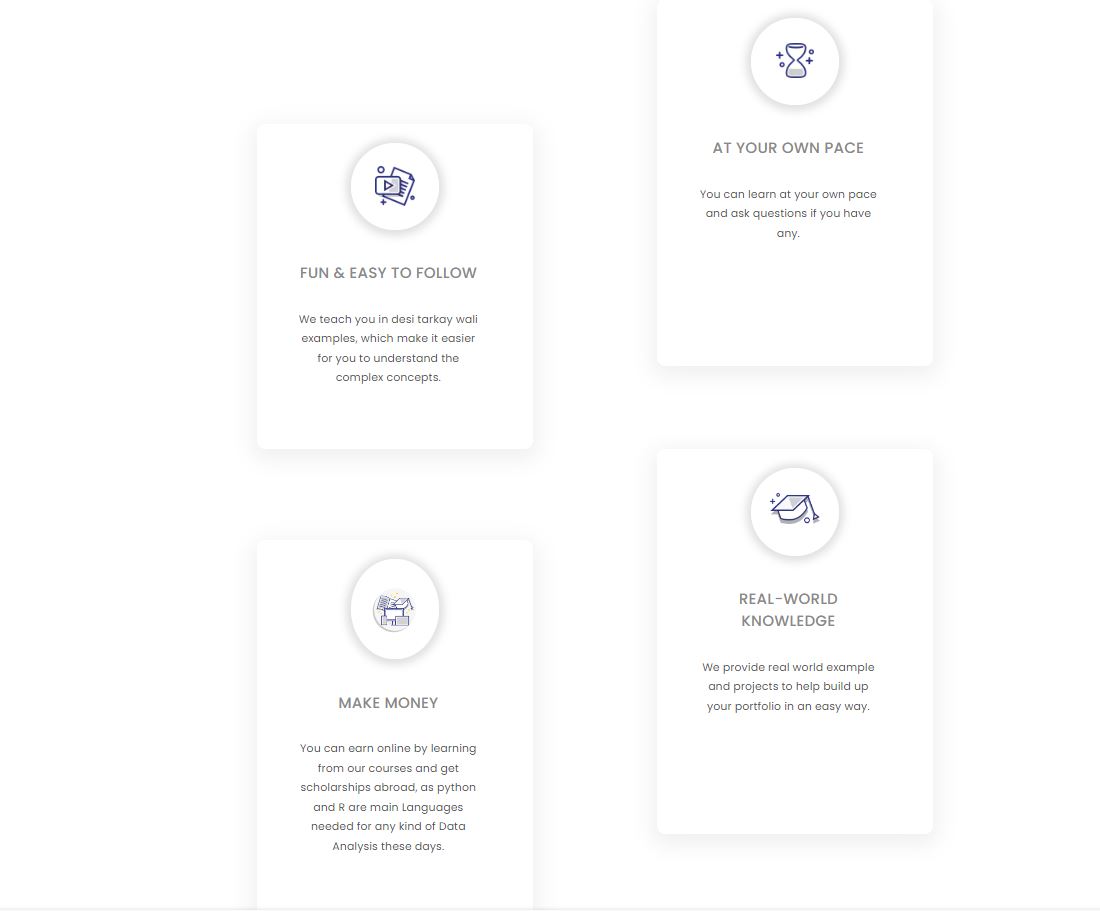 AT YOUR OWN PACE
You can learn at your own pace
and ask questions if you have
any.
FUN & EASY TO FOLLOW
We teach you in desi tarkay wali
examples, which make it easier
for you to understand the
complex concepts.
REAL-WORLD
KNOWLEDGE
We provide real world example
and projects to help build up
your portfolio in an easy way.
MAKE MONEY
You can earn online by learning
from our courses and get
scholarships abroad, as python
and R are main Languages
needed for any kind of Data
Analysis these days.